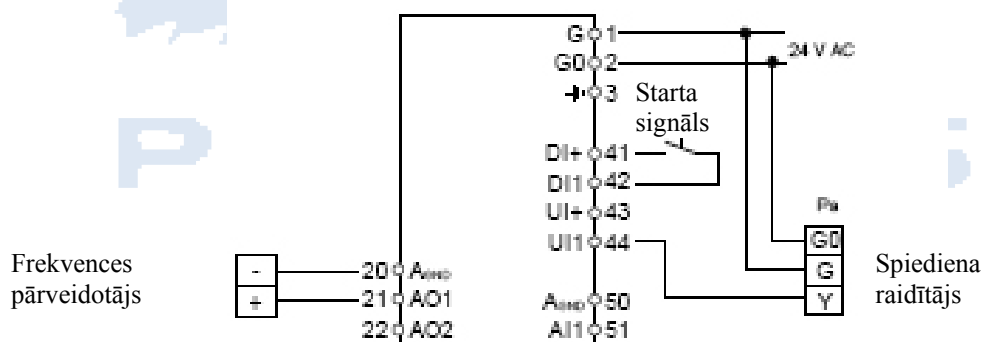 G 1
24 V AC
G0 2
3 Starta
signāls
DI+ 41
DI1 42
UI+ 43
Pa
UI1 44
G0
Frekvences
pārveidotājs
-
+
20 AGND
21 AO1
22 AO2
AGND 50
AI1 51
G
Y
Spiediena
raidītājs
P